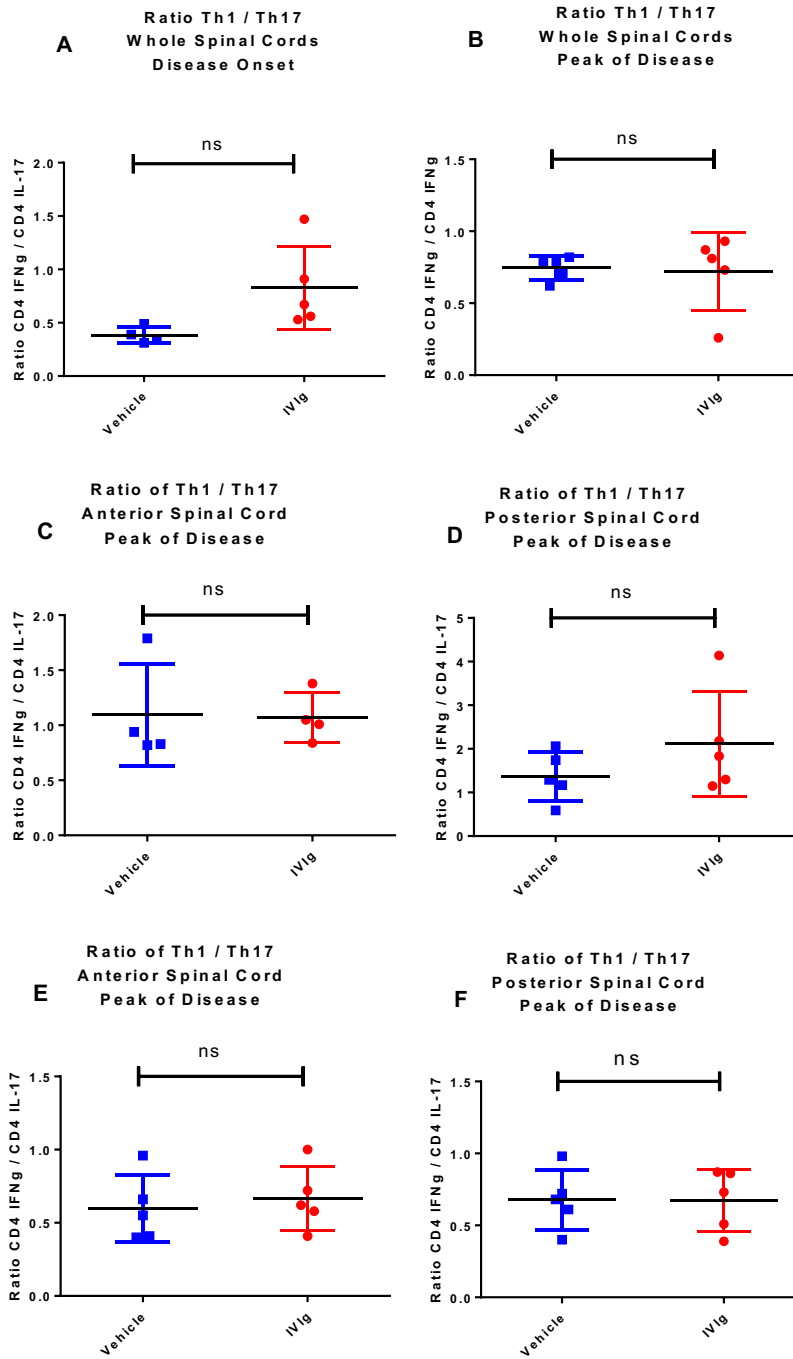 A
Ratio Th1 / Th17
Whole Spinal Cords
Disease Onset
ns
Ratio CD4 IFNg / CD4 IL-17
2.0
1.5
1.0
0.5
0.0
Vehicle
IVIg
B
Ratio Th1 / Th17
Whole Spinal Cords
Peak of Disease
ns
Ratio CD4 IFNg / CD4 IFNg
1.5
1.0
0.5
0.0
Vehicle
IVIg
C
Ratio of Th1 / Th17
Anterior Spinal Cord
Peak of Disease
ns
Ratio CD4 IFNg / CD4 IL-17
2.0
1.5
1.0
0.5
0.0
Vehicle
IVIg
D
Ratio of Th1 / Th17
Posterior Spinal Cord
Peak of Disease
ns
Ratio CD4 IFNg / CD4 IL-17
5
4
3
2
1
0
Vehicle
IVIg
E
Ratio of Th1 / Th17
Anterior Spinal Cord
Peak of Disease
ns
Ratio CD4 IFNg / CD4 IL-17
1.5
1.0
0.5
0.0
Vehicle
IVIg
F
Ratio of Th1 / Th17
Posterior Spinal Cord
Peak of Disease
ns
Ratio CD4 IFNg / CD4 IL-17
1.5
1.0
0.5
0.0
Vehicle
IVIg